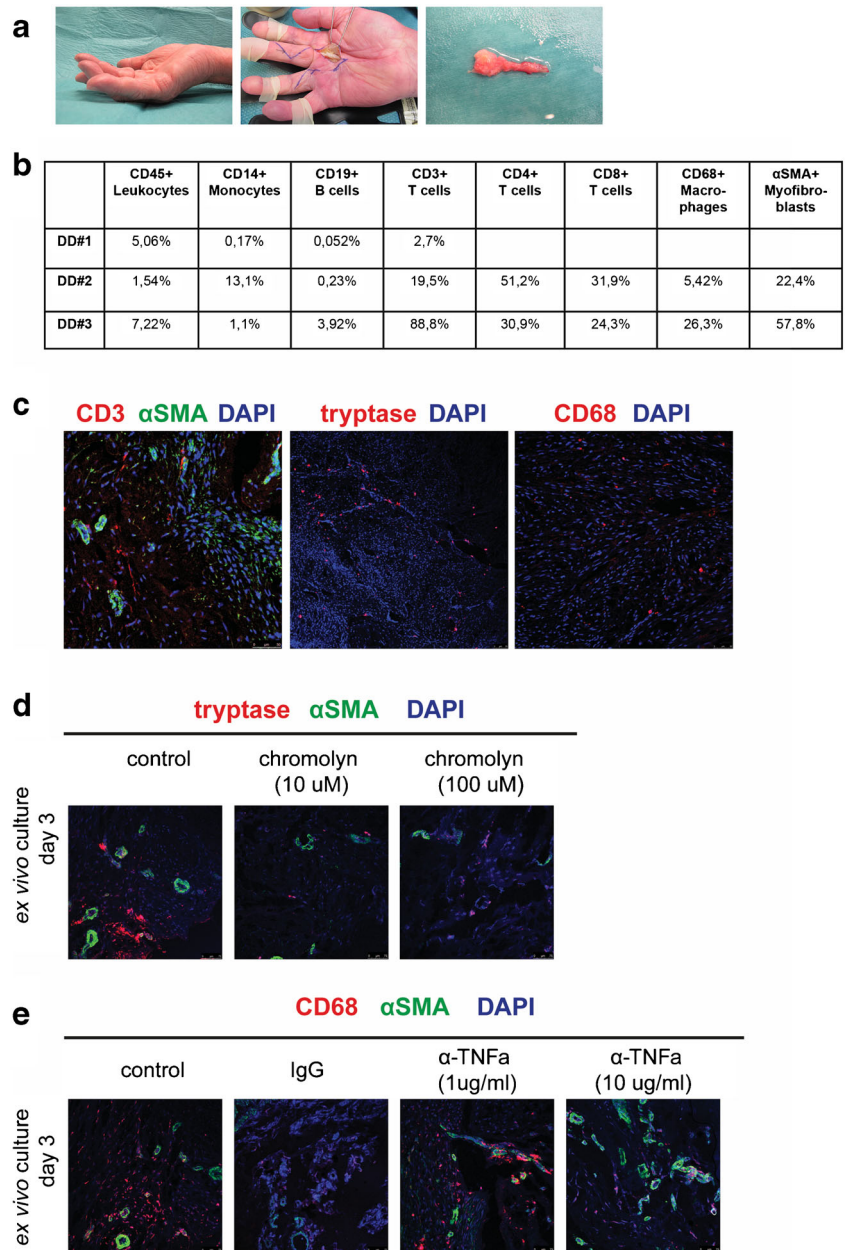 a
b
CD45+ Leukocytes CD14+ Monocytes CD19+ B cells CD3+ T cells CD4+ T cells CD8+ T cells CD68+ Macro-phages αSMA+ Myofibro-blasts
DD#1 5,06% 0,17% 0,052% 2,7%
DD#2 1,54% 13,1% 0,23% 19,5% 51,2% 31,9% 5,42% 22,4%
DD#3 7,22% 1,1% 3,92% 88,8% 30,9% 24,3% 26,3% 57,8%
c
CD3 αSMA DAPI
tryptase DAPI
CD68 DAPI
d
tryptase αSMA DAPI
control
chromolyn
(10 uM)
chromolyn
(100 uM)
ex vivo culture
day 3
e
CD68 αSMA DAPI
control
IgG
α-TNFa
(1ug/ml)
α-TNFa
(10 ug/ml)
ex vivo culture
day 3